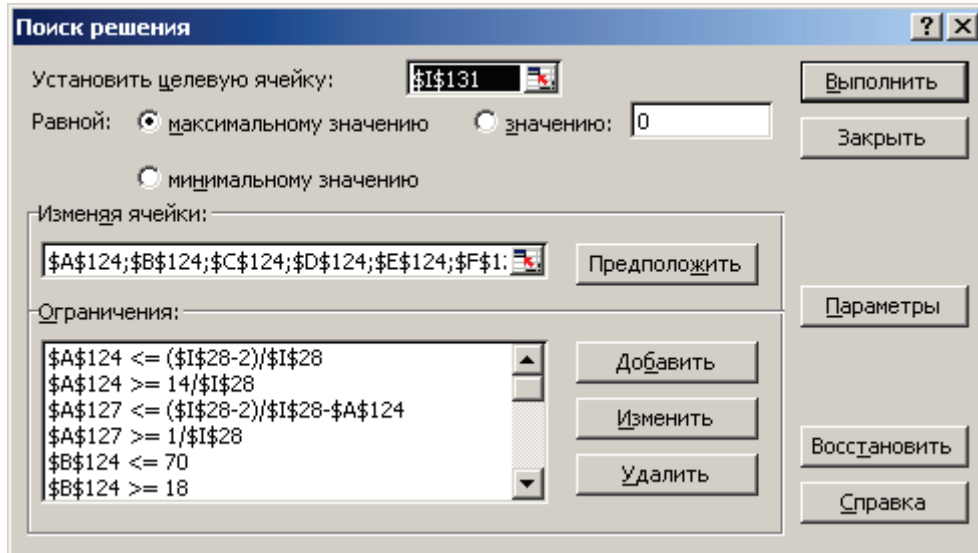 Поиск решения
Установить целевую ячейку: $I$131
Выполнить
Равной: максимальному значению значению: 0
Закрыть
минимальному значению
Изменяя ячейки:
$A$124;$B$124;$C$124;$D$124;$E$124;$F$1
Предположить
Параметры
Ограничения:
$A$124 <= ($I$28-2)/$I$28
$A$124 >= 14/$I$28
$A$127 <= ($I$28-2)/$I$28-$A$124
$A$127 >= 1/$I$28
$B$124 <= 70
$B$124 >= 18
Добавить
Изменить
Удалить
Восстановить
Справка